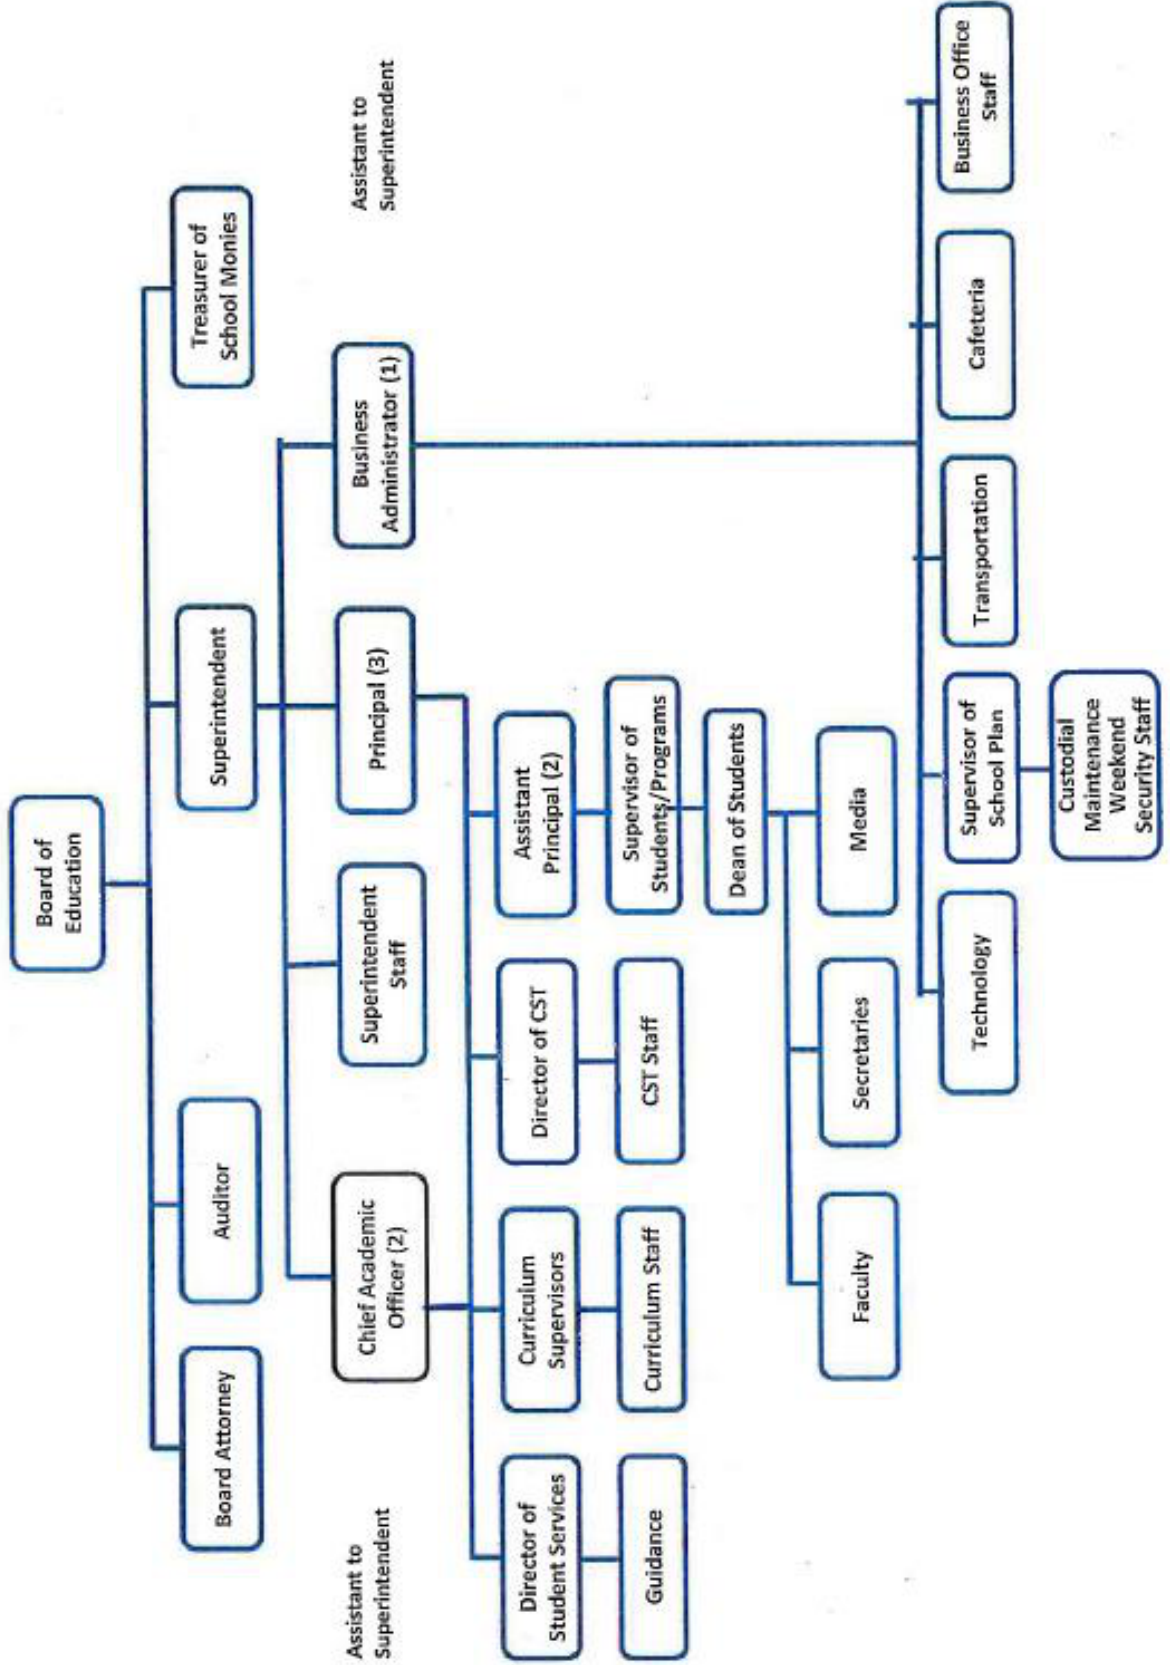 Board of
Education
Board Attorney
Auditor
Superintendent
Treasurer of
School Monies
Assistant to
Superintendent
Chief Academic
Officer (2)
Superintendent
Staff
Principal (3)
Business
Administrator (1)
Assistant to
Superintendent
Director of
Student Services
Curriculum
Supervisors
Director of CST
Assistant
Principal (2)
Guidance
Curriculum Staff
CST Staff
Supervisor of
Students/Programs
Dean of Students
Faculty
Secretaries
Media
Technology
Supervisor of
School Plan
Transportation
Cafeteria
Business Office
Staff
Custodial
Maintenance
Weekend
Security Staff